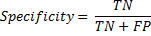 Specificity = TN / TN + FP